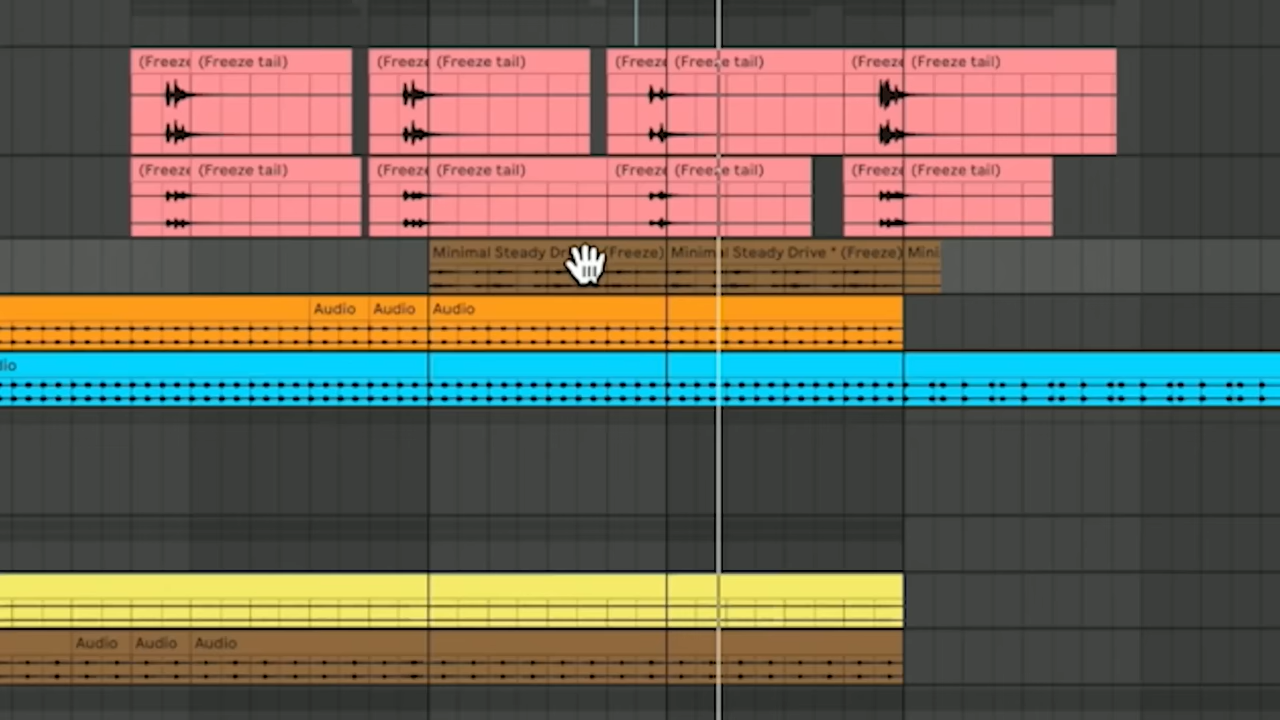 (Freeze (Freeze tail) (Freeze (Freeze tail) (Freeze (Freeze tail) (Freeze (Freeze tail)
(Freeze (Freeze tail) (Freeze (Freeze tail) (Freeze (Freeze tail) (Freeze (Freeze tail)
Minimal Steady Dr (Freeze) Minimal Steady Drive * (Freeze) Mini
Audio Audio Audio
dio
Audio Audio Audio